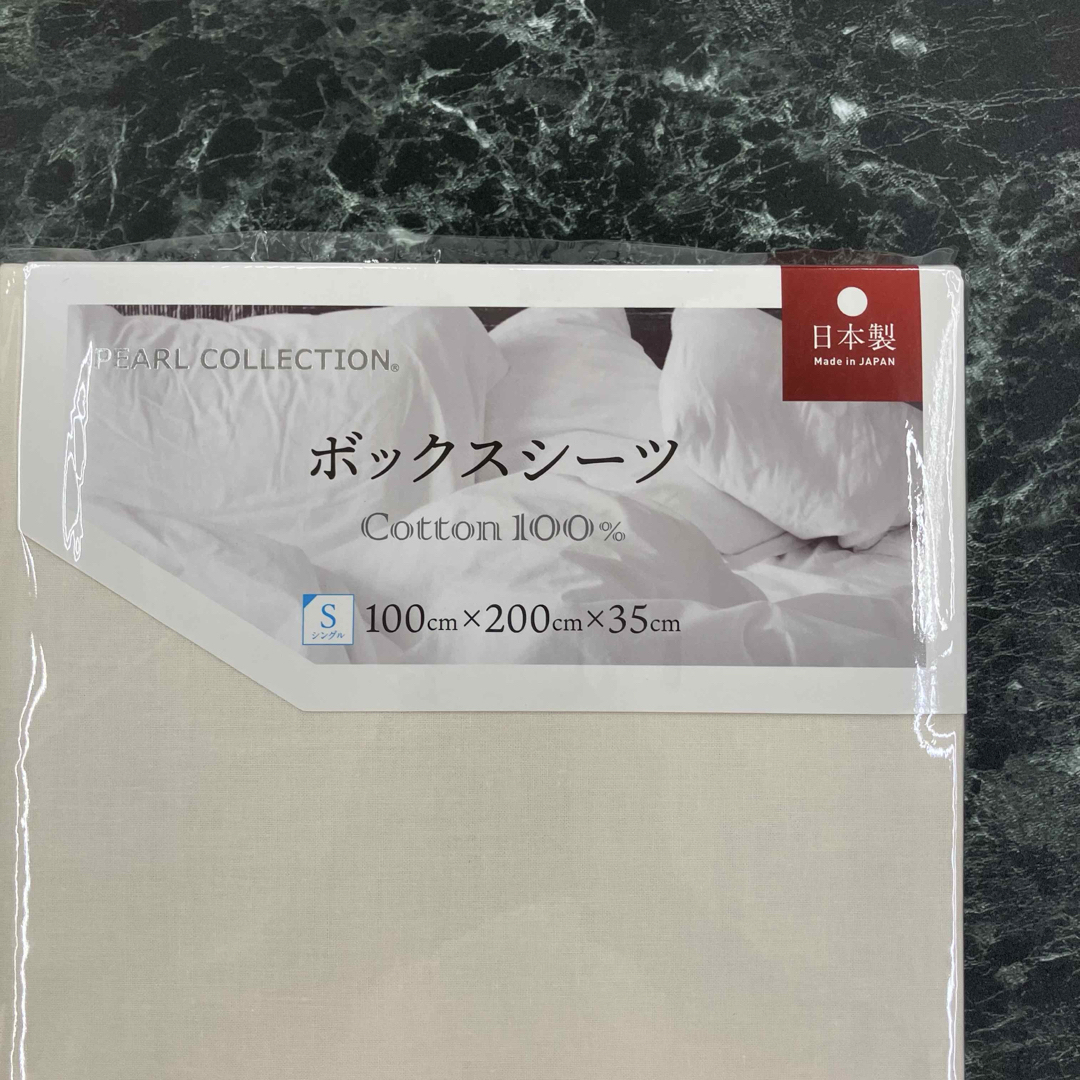 PEARL COLLECTION®
日本製
Made in JAPAN
ボックスシーツ
Cotton 100%
S
シングル
100cm×200cm×35cm